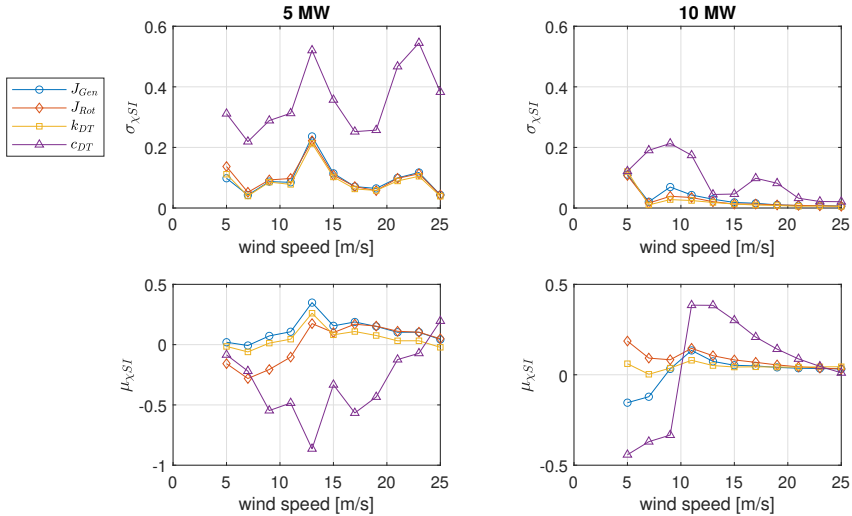 5 MW
10 MW
0.6
0.4
0.2
0
σ_χSI
0 5 10 15 20 25
wind speed [m/s]
0.6
0.4
0.2
0
σ_χSI
0 5 10 15 20 25
wind speed [m/s]
J_Gen
J_Rot
k_DT
c_DT
0.5
0
-0.5
-1
μ_χSI
0 5 10 15 20 25
wind speed [m/s]
0.5
0
-0.5
μ_χSI
0 5 10 15 20 25
wind speed [m/s]